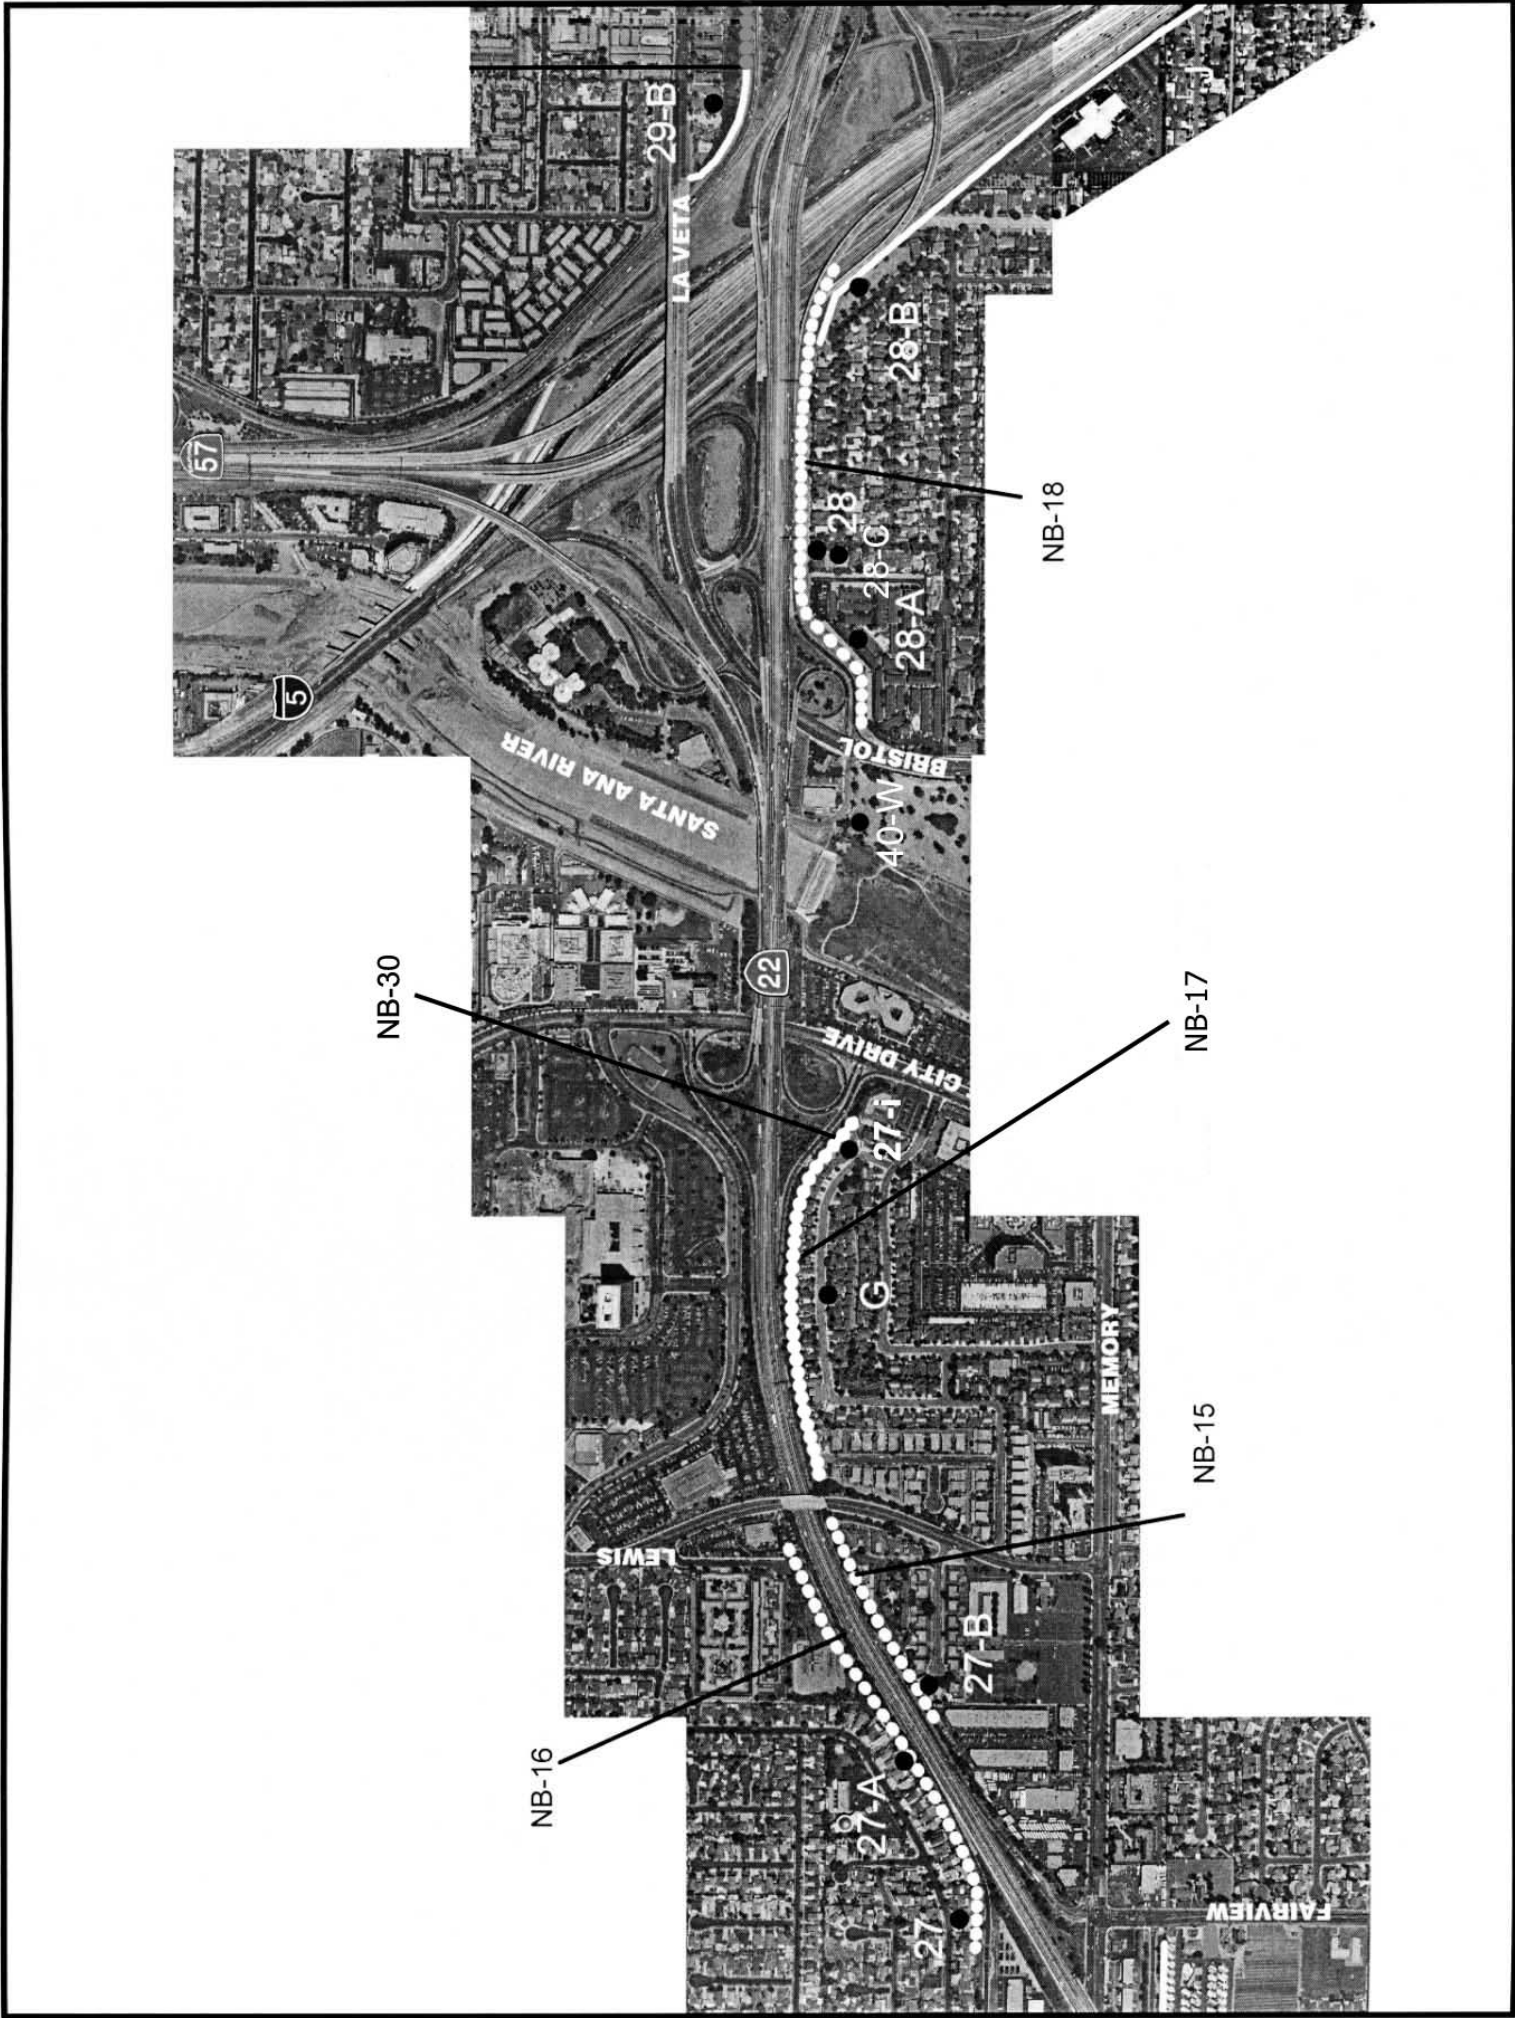 57
5
29-B
LA VETA
28-B
28
28-C
28-A
NB-18
SANTA ANA RIVER
BRISTOL
40-W
22
NB-30
CITY DRIVE
NB-17
27-i
G
MEMORY
NB-15
LEWIS
27-B
NB-16
27-A
27
FAIRVIEW